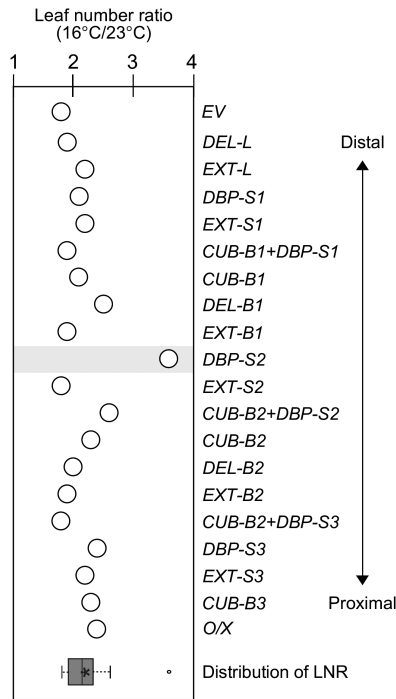 Leaf number ratio
(16°C/23°C)
1 2 3 4
EV
DEL-L Distal
EXT-L
DBP-S1
EXT-S1
CUB-B1+DBP-S1
CUB-B1
DEL-B1
EXT-B1
DBP-S2
EXT-S2
CUB-B2+DBP-S2
CUB-B2
DEL-B2
EXT-B2
CUB-B2+DBP-S3
DBP-S3
EXT-S3
CUB-B3 Proximal
O/X
Distribution of LNR